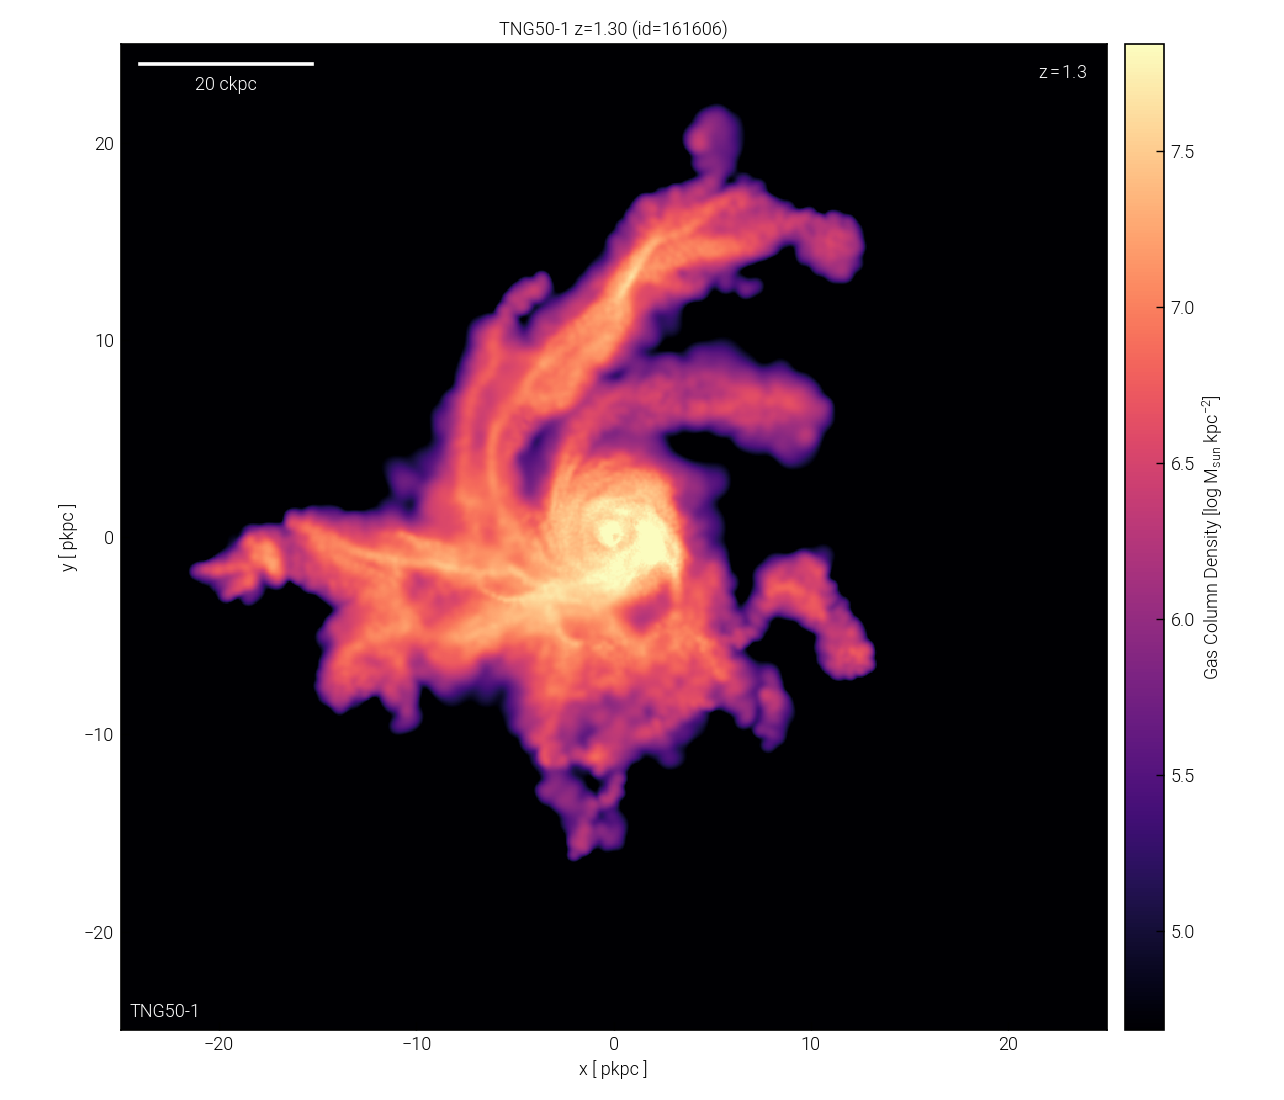 TNG50-1 z=1.30 (id=161606)
20 ckpc
z = 1.3
20
10
0
−10
−20
y [ pkpc ]
TNG50-1
−20
−10
0
10
20
x [ pkpc ]
7.5
7.0
6.5
6.0
5.5
5.0
Gas Column Density [log M_sun kpc⁻²]